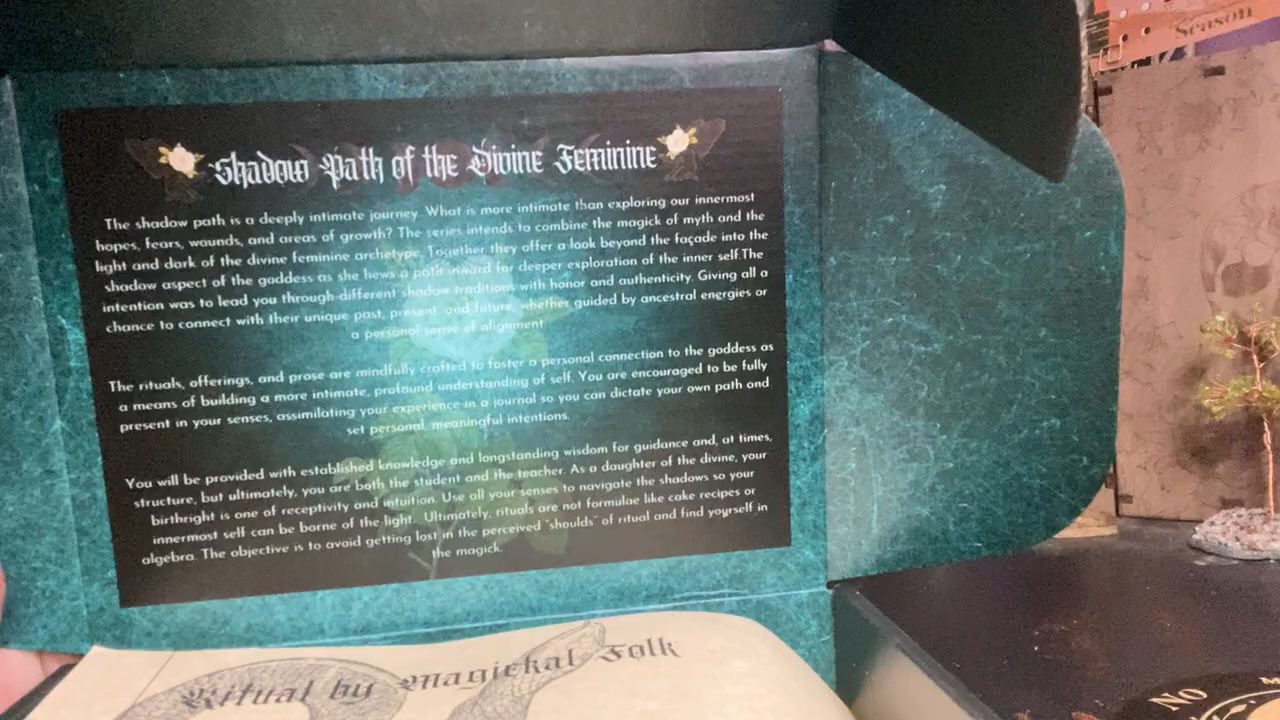 Season
Shadow Path of the Divine Feminine
The shadow path is a deeply intimate journey. What is more intimate than exploring our innermost
hopes, fears, wounds, and areas of growth? The series intends to combine the magick of myth and the
light and dark of the divine feminine archetype. Together they offer a look beyond the façade into the
shadow aspect of the goddess as she hews a path inward for deeper exploration of the inner self.The
intention was to lead you through different shadow traditions with honor and authenticity. Giving all a
chance to connect with their unique past, present, and future, whether guided by ancestral energies or
a personal sense of alignment.
The rituals, offerings, and prose are mindfully crafted to foster a personal connection to the goddess as
a means of building a more intimate, profound understanding of self. You are encouraged to be fully
present in your senses, assimilating your experience in a journal so you can dictate your own path and
set personal, meaningful intentions.
You will be provided with established knowledge and longstanding wisdom for guidance and, at times,
structure, but ultimately, you are both the student and the teacher. As a daughter of the divine, your
birthright is one of receptivity and intuition. Use all your senses to navigate the shadows so your
innermost self can be borne of the light. Ultimately, rituals are not formulae like cake recipes or
algebra. The objective is to avoid getting lost in the perceived "shoulds" of ritual and find yourself in
the magick.
Ritual by Magickal Folk
No